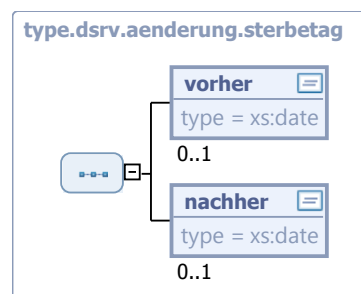 type.dsrv.aenderung.sterbetag
vorher
type = xs:date
0..1
nachher
type = xs:date
0..1